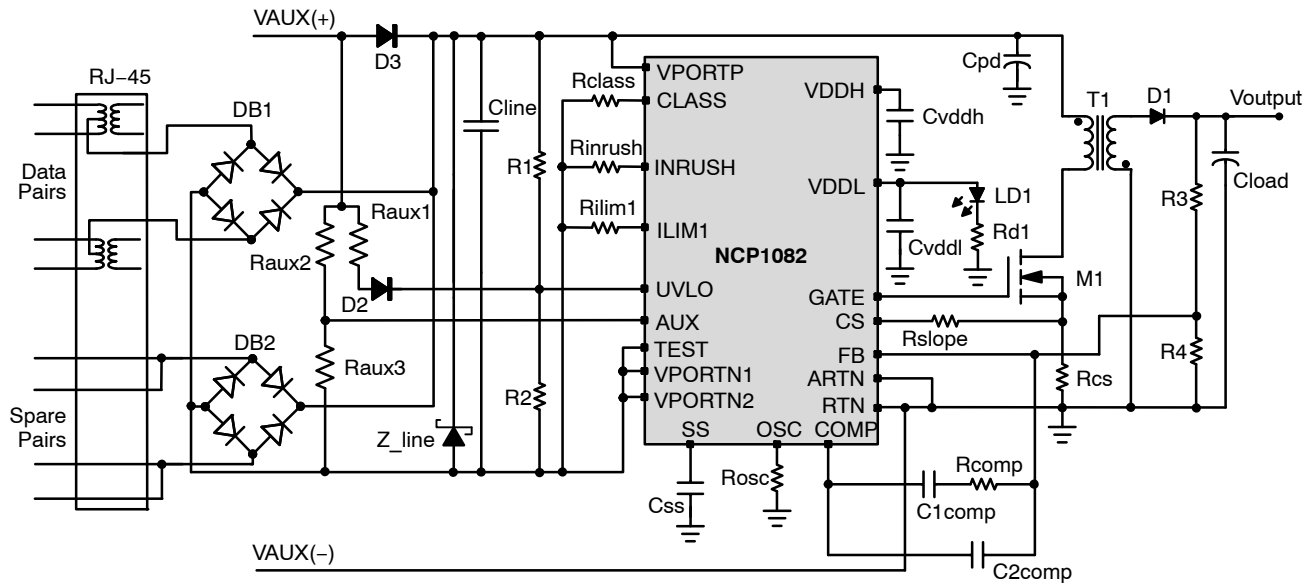 VAUX(+)
D3
RJ–45
Data
Pairs
Spare
Pairs
DB1
DB2
Raux1
Raux2
D2
Raux3
Z_line
Cline
R1
R2
Rclass
Rinrush
Rilim1
VPORTP
CLASS
INRUSH
ILIM1
NCP1082
UVLO
AUX
TEST
VPORTN1
VPORTN2
SS
OSC
COMP
VDDH
VDDL
GATE
CS
FB
ARTN
RTN
Cpd
Cvddh
Cvddl
LD1
Rd1
T1
D1
Voutput
Cload
R3
M1
Rslope
R4
Rcs
Css
Rosc
Rcomp
C1comp
C2comp
VAUX(–)